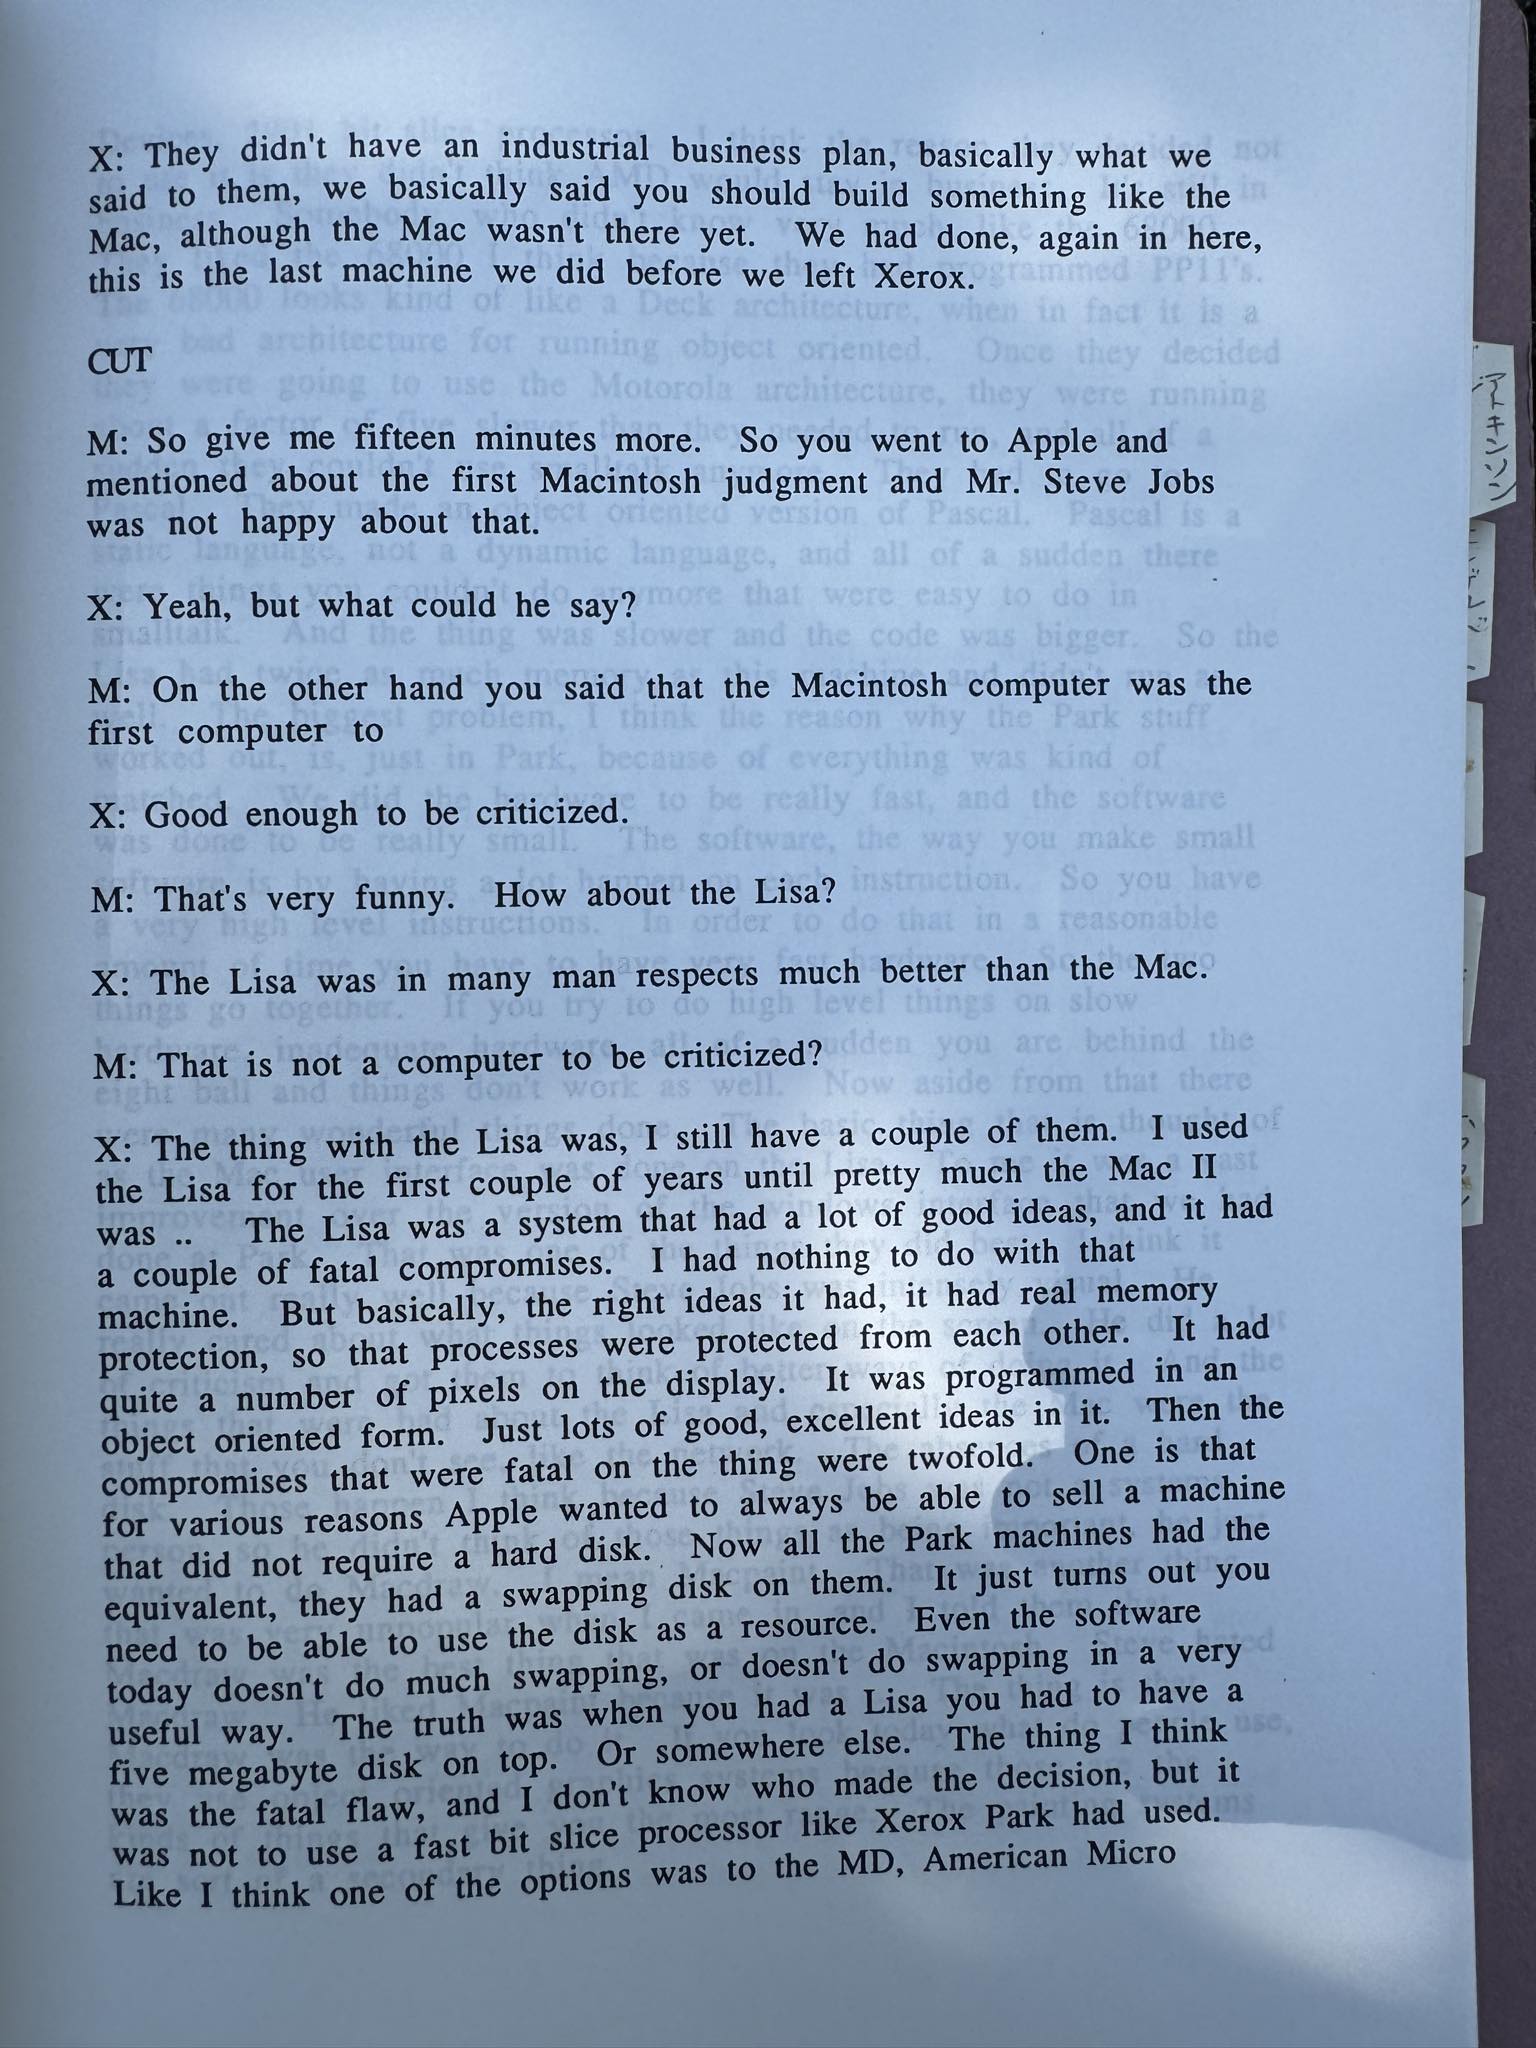 X: They didn't have an industrial business plan, basically what we
said to them, we basically said you should build something like the
Mac, although the Mac wasn't there yet. We had done, again in here,
this is the last machine we did before we left Xerox.
CUT
M: So give me fifteen minutes more. So you went to Apple and
mentioned about the first Macintosh judgment and Mr. Steve Jobs
was not happy about that.
X: Yeah, but what could he say?
M: On the other hand you said that the Macintosh computer was the
first computer to
X: Good enough to be criticized.
M: That's very funny. How about the Lisa?
X: The Lisa was in many man respects much better than the Mac.
M: That is not a computer to be criticized?
X: The thing with the Lisa was, I still have a couple of them. I used
the Lisa for the first couple of years until pretty much the Mac II
was .. The Lisa was a system that had a lot of good ideas, and it had
a couple of fatal compromises. I had nothing to do with that
machine. But basically, the right ideas it had, it had real memory
protection, so that processes were protected from each other. It had
quite a number of pixels on the display. It was programmed in an
object oriented form. Just lots of good, excellent ideas in it. Then the
compromises that were fatal on the thing were twofold. One is that
for various reasons Apple wanted to always be able to sell a machine
that did not require a hard disk. Now all the Park machines had the
equivalent, they had a swapping disk on them. It just turns out you
need to be able to use the disk as a resource. Even the software
today doesn't do much swapping, or doesn't do swapping in a very
useful way. The truth was when you had a Lisa you had to have a
five megabyte disk on top. Or somewhere else. The thing I think
was the fatal flaw, and I don't know who made the decision, but it
was not to use a fast bit slice processor like Xerox Park had used.
Like I think one of the options was to the MD, American Micro